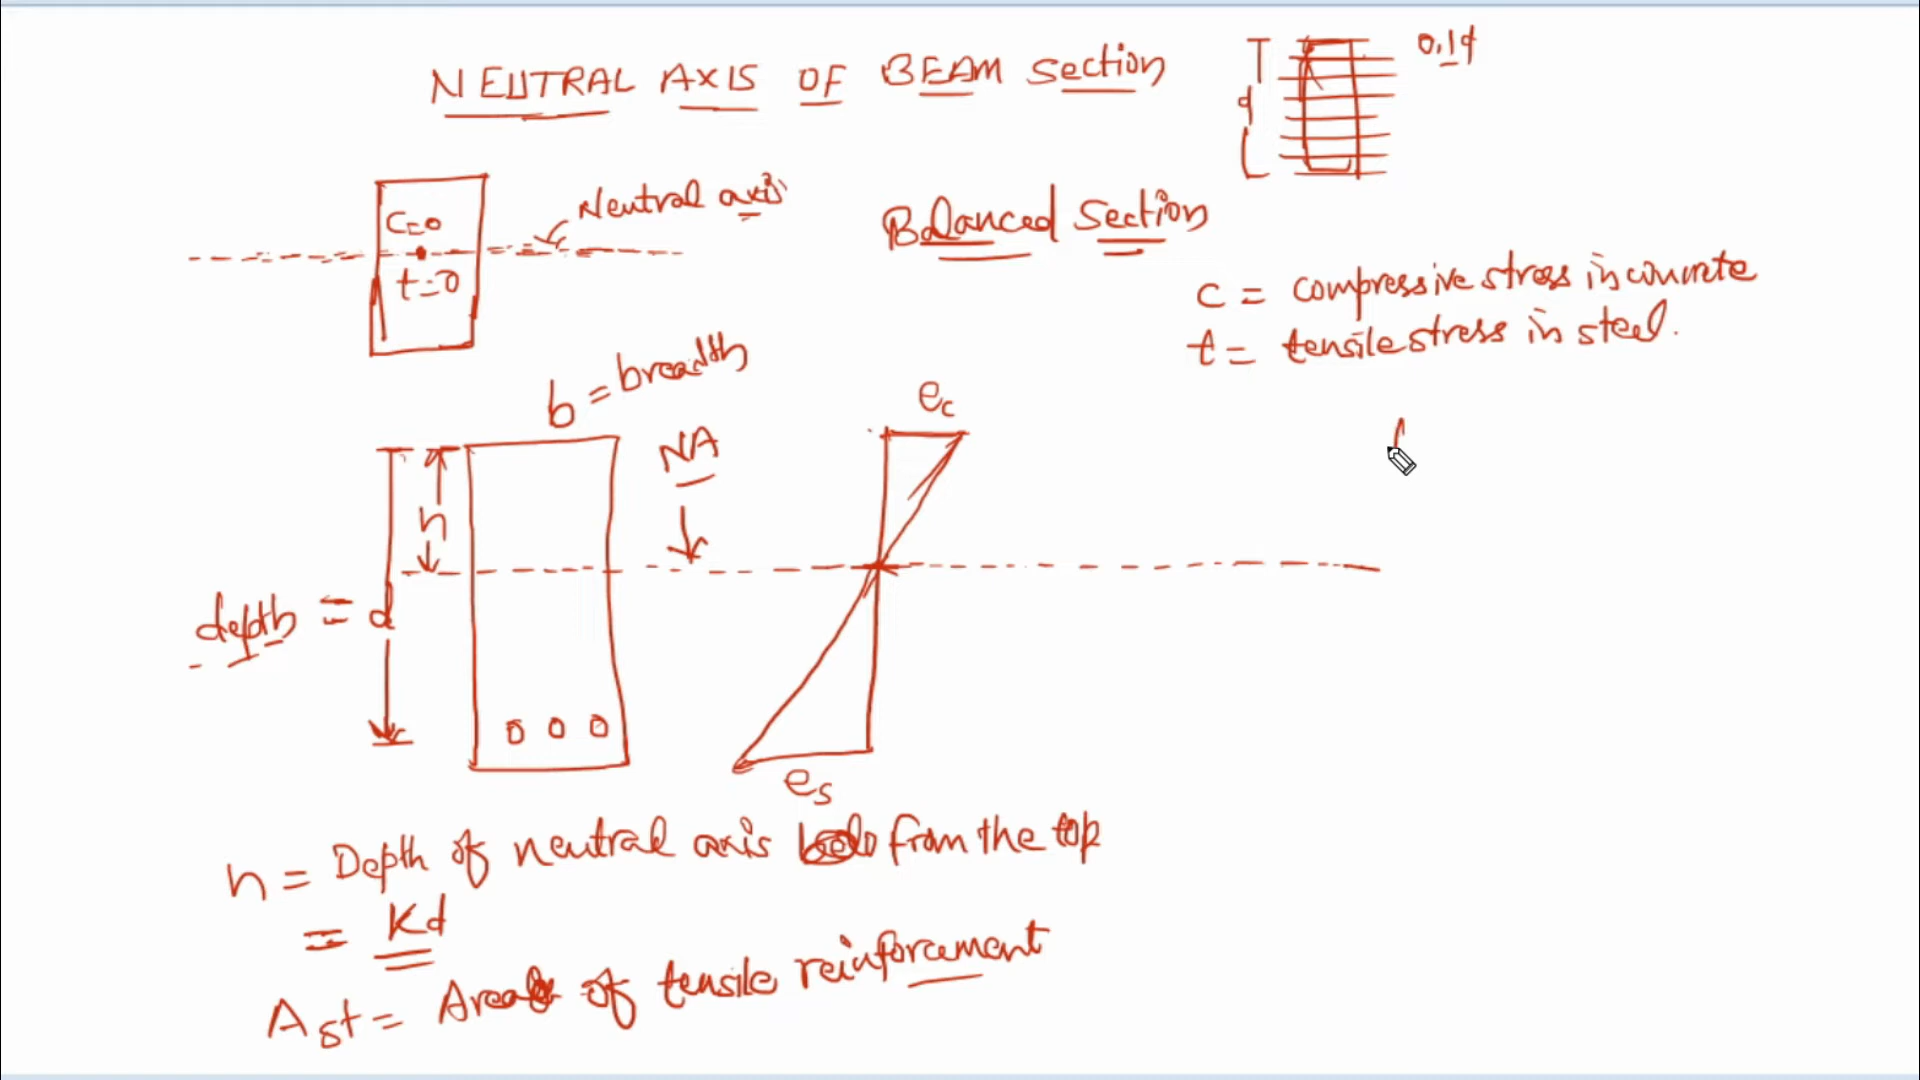 NEUTRAL AXIS OF BEAM Section
0.1d
d
C=0
t=0
Neutral axis
Balanced Section
c = compressive stress in concrete
t = tensile stress in steel.
b = breadth
NA
ec
n
depth = d
es
n = Depth of neutral axis from the top
= Kd
Ast = Area of tensile reinforcement